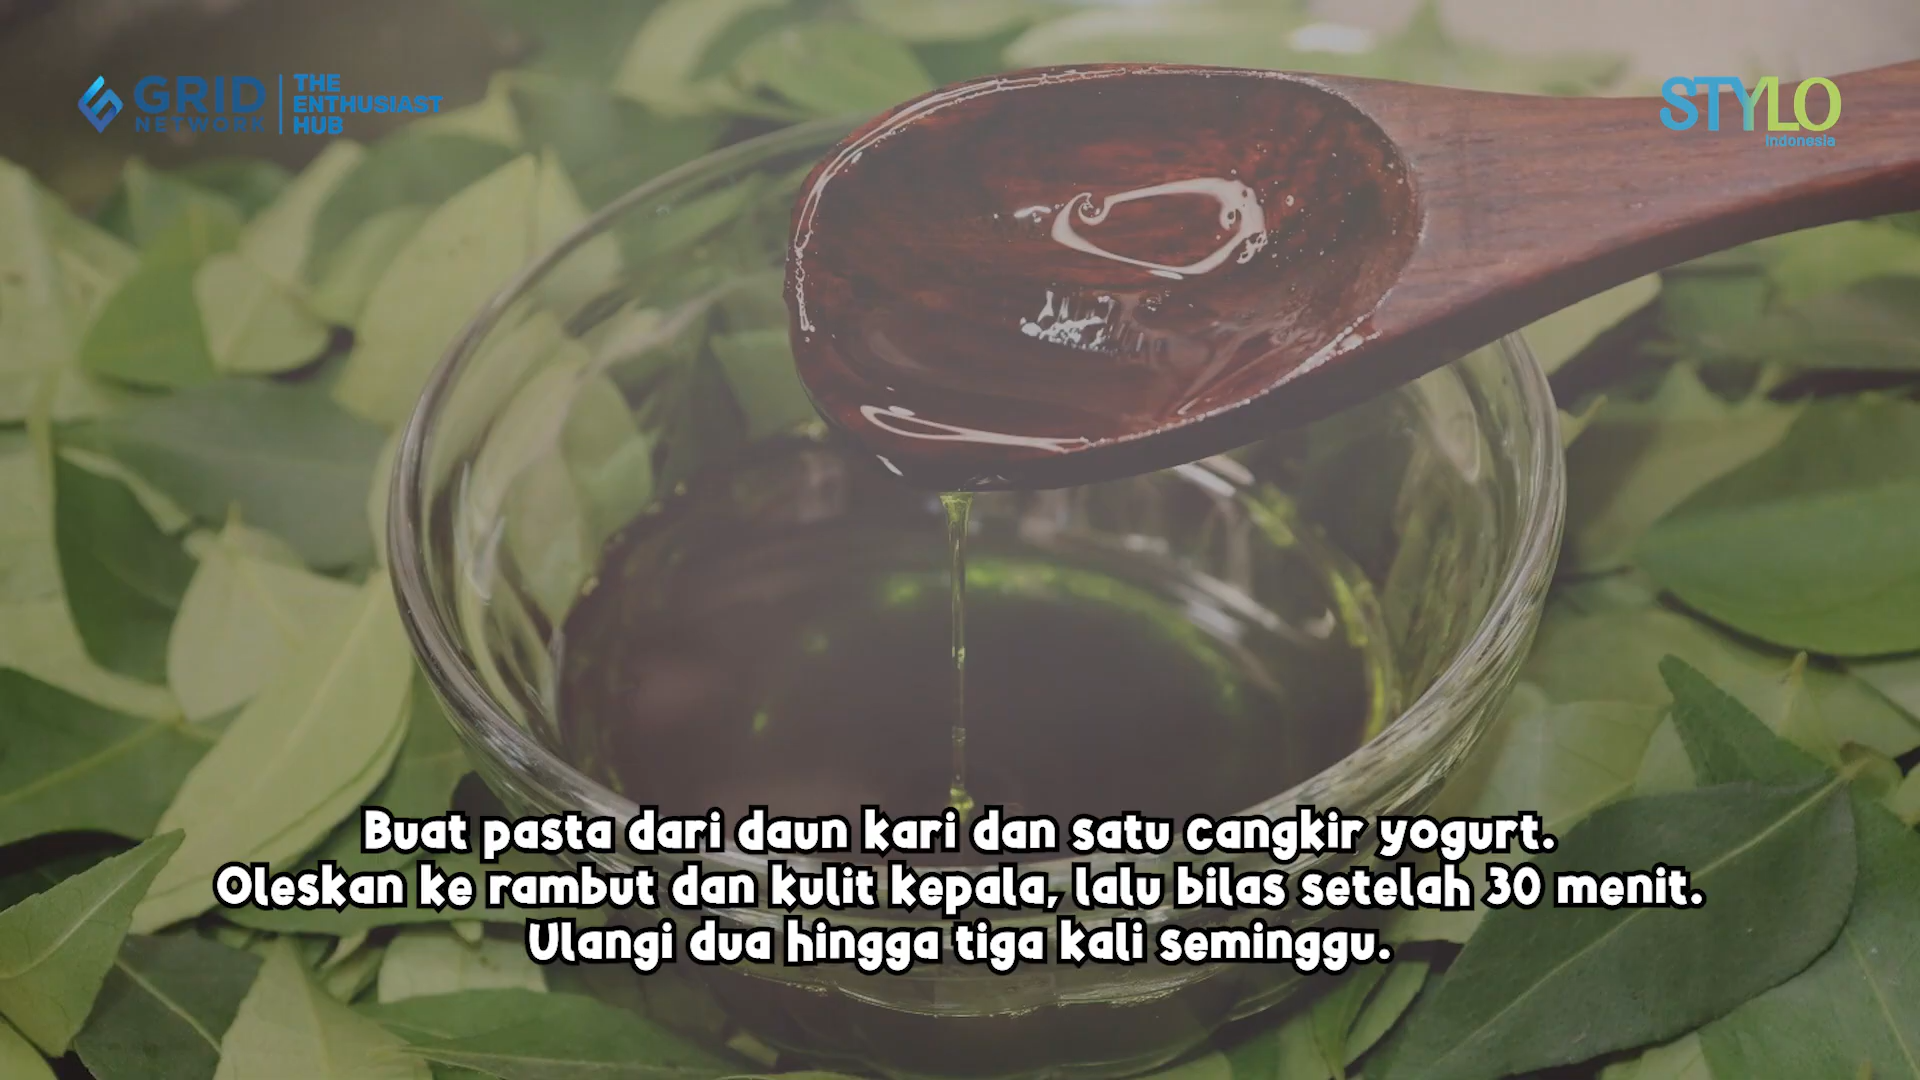 GRID
NETWORK
THE
ENTHUSIAST
HUB
STYLO
Indonesia
Buat pasta dari daun kari dan satu cangkir yogurt.
Oleskan ke rambut dan kulit kepala, lalu bilas setelah 30 menit.
Ulangi dua hingga tiga kali seminggu.